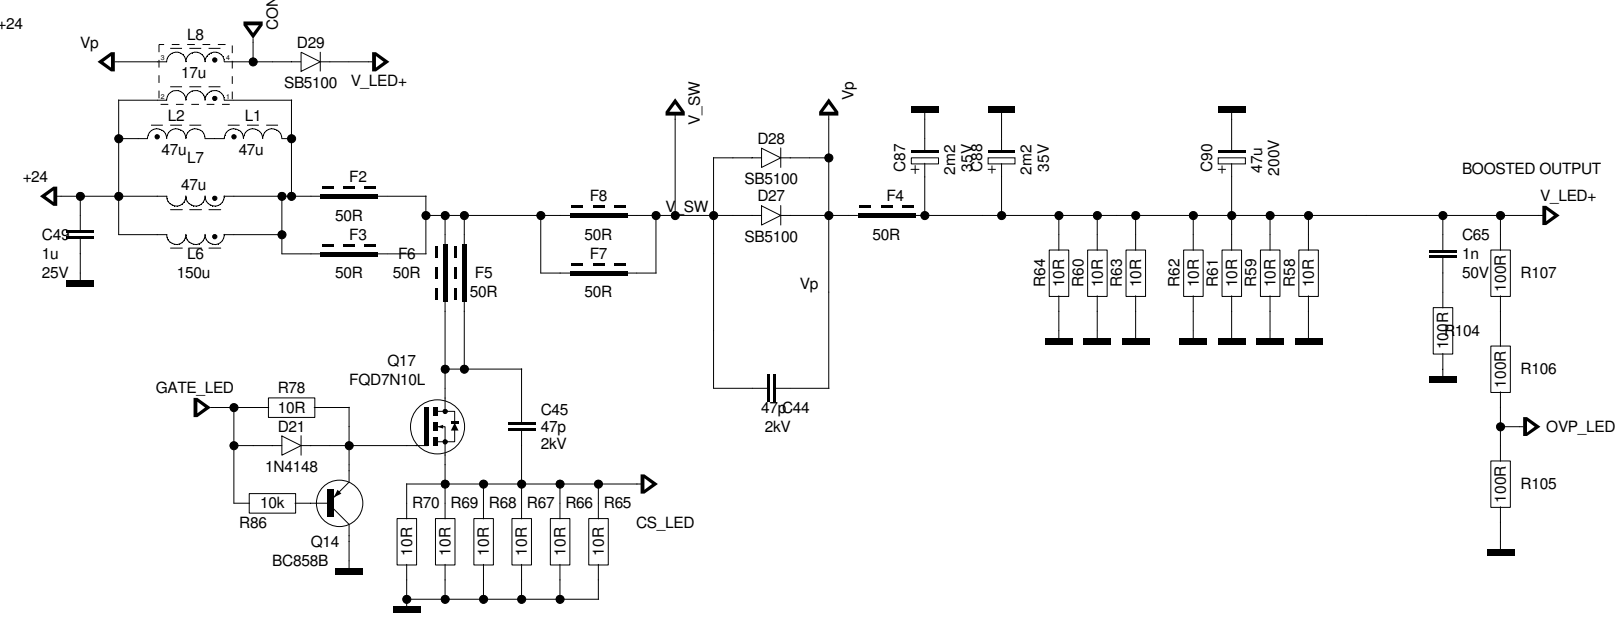 +24
CON
Vp
L8
3
4
17u
D29
SB5100
V_LED+
2
1
L2
L1
47u
47u
L7
+24
47u
C49
1u
25V
L6
150u
F2
50R
F3
50R
F6
50R
F5
50R
F8
50R
F7
50R
V_SW
V_SW
D28
SB5100
D27
SB5100
Vp
Vp
47p
C44
2kV
F4
50R
C87
2m2
35V
C88
2m2
35V
C90
47u
200V
BOOSTED OUTPUT
V_LED+
R64
10R
R60
10R
R63
10R
R62
10R
R61
10R
R59
10R
R58
10R
C65
1n
50V
100R
R104
100R
R107
100R
R106
OVP_LED
100R
R105
Q17
FQD7N10L
GATE_LED
R78
10R
D21
1N4148
10k
R86
Q14
BC858B
C45
47p
2kV
R70
R69
R68
R67
R66
R65
10R
10R
10R
10R
10R
10R
CS_LED